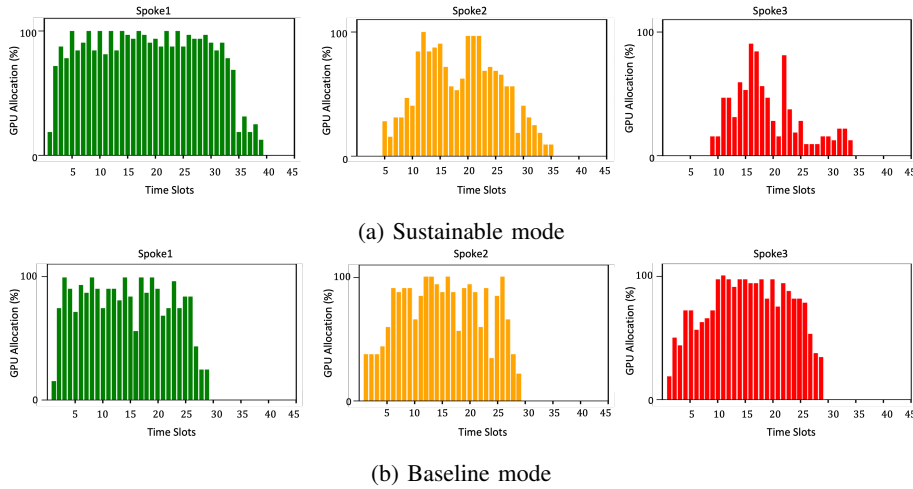 Spoke1 Spoke2 Spoke3
100 100 100
GPU Allocation (%) GPU Allocation (%) GPU Allocation (%)
0 0 0
5 10 15 20 25 30 35 40 45 5 10 15 20 25 30 35 40 45 5 10 15 20 25 30 35 40 45
Time Slots Time Slots Time Slots
(a) Sustainable mode
Spoke1 Spoke2 Spoke3
100 100 100
GPU Allocation (%) GPU Allocation (%) GPU Allocation (%)
0 0 0
5 10 15 20 25 30 35 40 45 5 10 15 20 25 30 35 40 45 5 10 15 20 25 30 35 40 45
Time Slots Time Slots Time Slots
(b) Baseline mode